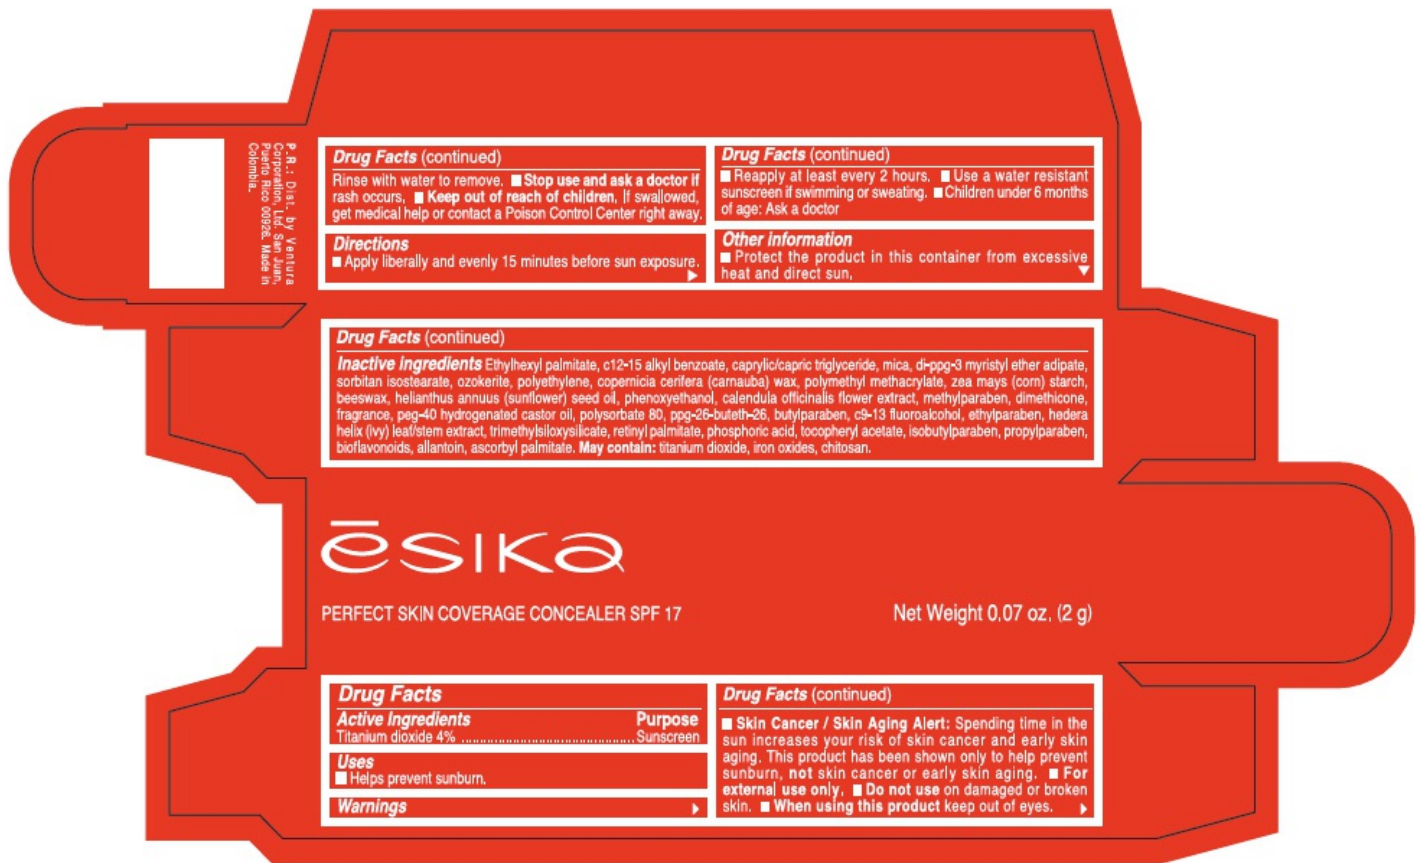 P.R.: Dist. by Ventura
Corporation, Ltd. San Juan,
Puerto Rico 00926. Made in
Colombia.
Drug Facts (continued)
Rinse with water to remove. ■ Stop use and ask a doctor if
rash occurs. ■ Keep out of reach of children. If swallowed,
get medical help or contact a Poison Control Center right away.
Directions
■ Apply liberally and evenly 15 minutes before sun exposure.
Drug Facts (continued)
■ Reapply at least every 2 hours. ■ Use a water resistant
sunscreen if swimming or sweating. ■ Children under 6 months
of age: Ask a doctor
Other information
■ Protect the product in this container from excessive
heat and direct sun.
Drug Facts (continued)
Inactive ingredients Ethylhexyl palmitate, c12-15 alkyl benzoate, caprylic/capric triglyceride, mica, di-ppg-3 myristyl ether adipate,
sorbitan isostearate, ozokerite, polyethylene, copernicia cerifera (carnauba) wax, polymethyl methacrylate, zea mays (corn) starch,
beeswax, helianthus annuus (sunflower) seed oil, phenoxyethanol, calendula officinalis flower extract, methylparaben, dimethicone,
fragrance, peg-40 hydrogenated castor oil, polysorbate 80, ppg-26-buteth-26, butylparaben, c9-13 fluoroalcohol, ethylparaben, hedera
helix (ivy) leaf/stem extract, trimethylsiloxysilicate, retinyl palmitate, phosphoric acid, tocopheryl acetate, isobutylparaben, propylparaben,
bioflavonoids, allantoin, ascorbyl palmitate. May contain: titanium dioxide, iron oxides, chitosan.
ēsika
PERFECT SKIN COVERAGE CONCEALER SPF 17
Net Weight 0.07 oz. (2 g)
Drug Facts
Active Ingredients Purpose
Titanium dioxide 4% ............................................... Sunscreen
Uses
■ Helps prevent sunburn.
Warnings
Drug Facts (continued)
■ Skin Cancer / Skin Aging Alert: Spending time in the
sun increases your risk of skin cancer and early skin
aging. This product has been shown only to help prevent
sunburn, not skin cancer or early skin aging. ■ For
external use only. ■ Do not use on damaged or broken
skin. ■ When using this product keep out of eyes.